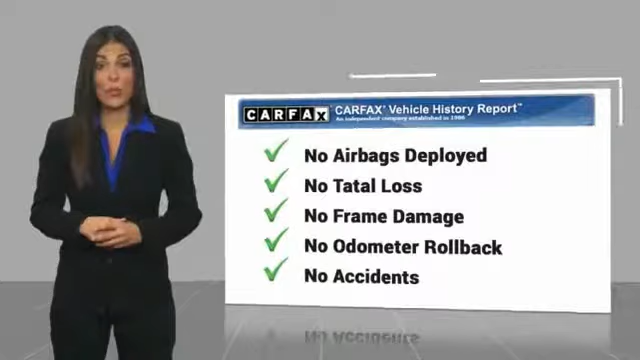 CARFAX CARFAX Vehicle History Report™
An independent company established in 1986
No Airbags Deployed
No Tatal Loss
No Frame Damage
No Odometer Rollback
No Accidents